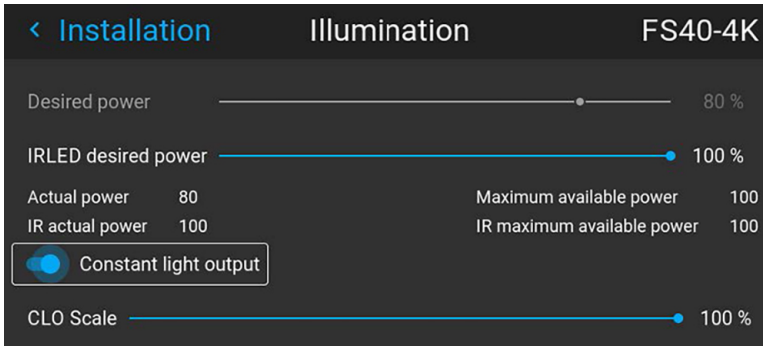 < Installation Illumination FS40-4K
Desired power 80 %
IRLED desired power 100 %
Actual power 80 Maximum available power 100
IR actual power 100 IR maximum available power 100
Constant light output
CLO Scale 100 %